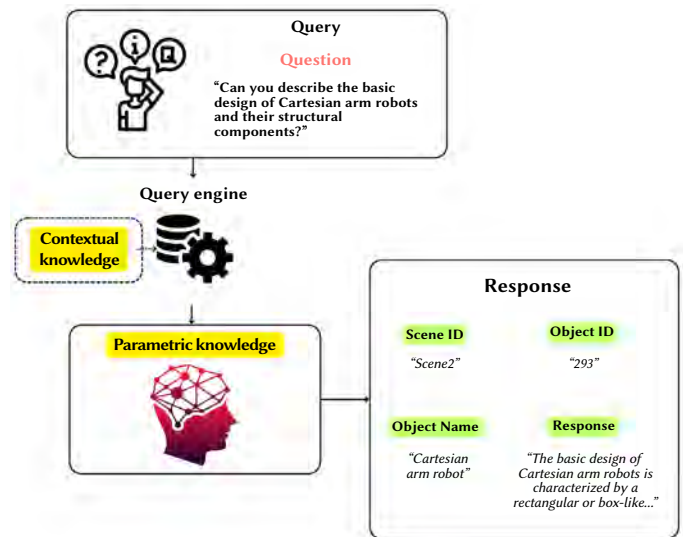 Query
Question
“Can you describe the basic
design of Cartesian arm robots
and their structural
components?”
Query engine
Contextual
knowledge
Parametric knowledge
Response
Scene ID
Object ID
“Scene2”
“293”
Object Name
Response
“Cartesian
arm robot”
“The basic design of
Cartesian arm robots is
characterized by a
rectangular or box-like...”